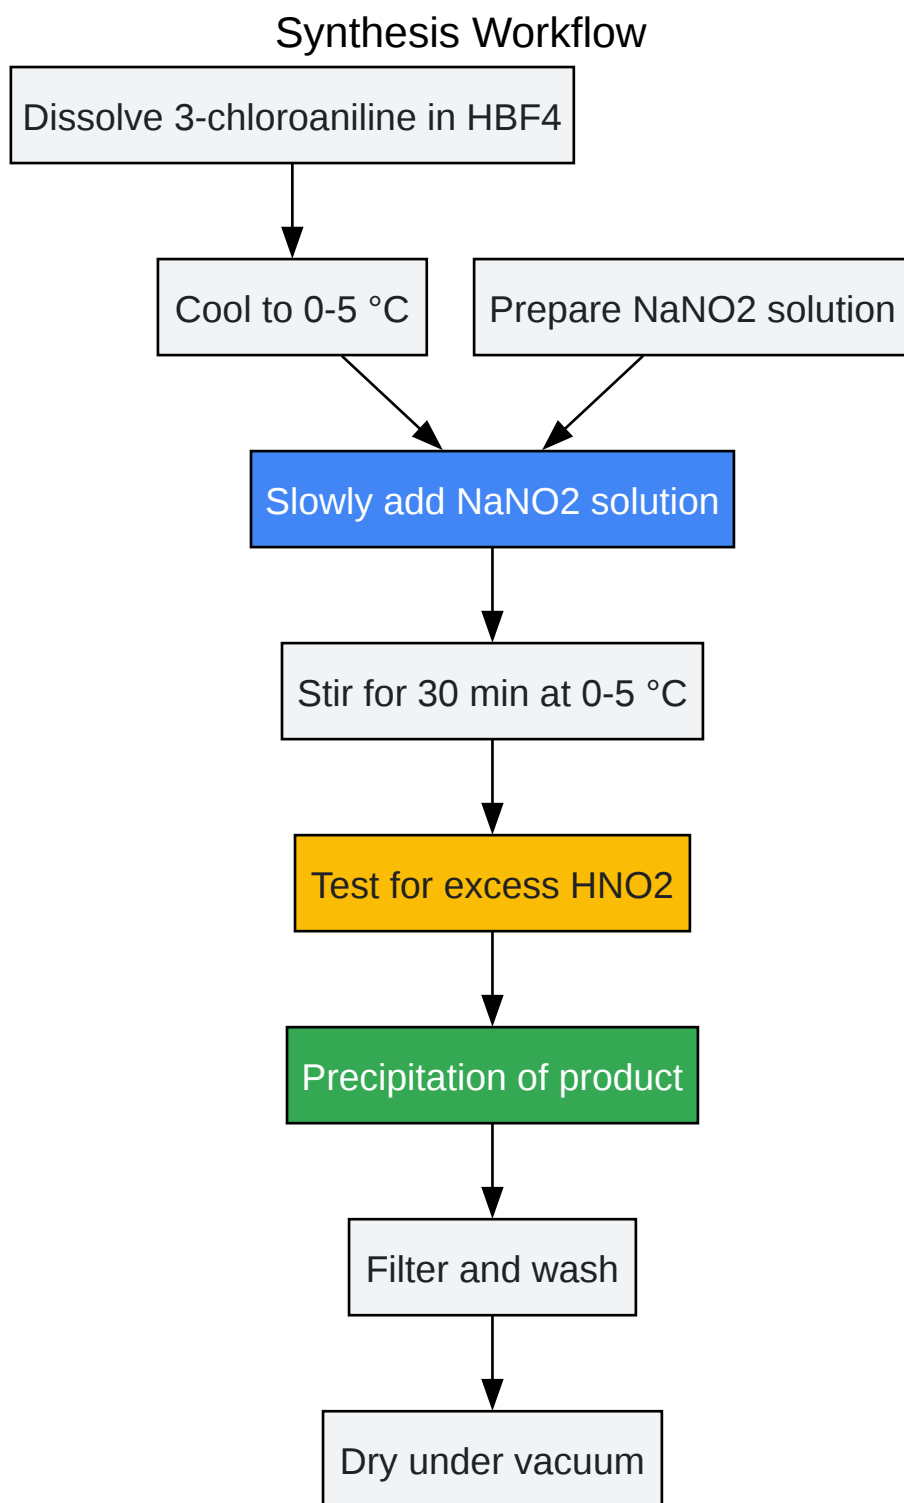 Synthesis Workflow
Dissolve 3-chloroaniline in HBF4
Cool to 0-5 °C
Prepare NaNO2 solution
Slowly add NaNO2 solution
Stir for 30 min at 0-5 °C
Test for excess HNO2
Precipitation of product
Filter and wash
Dry under vacuum